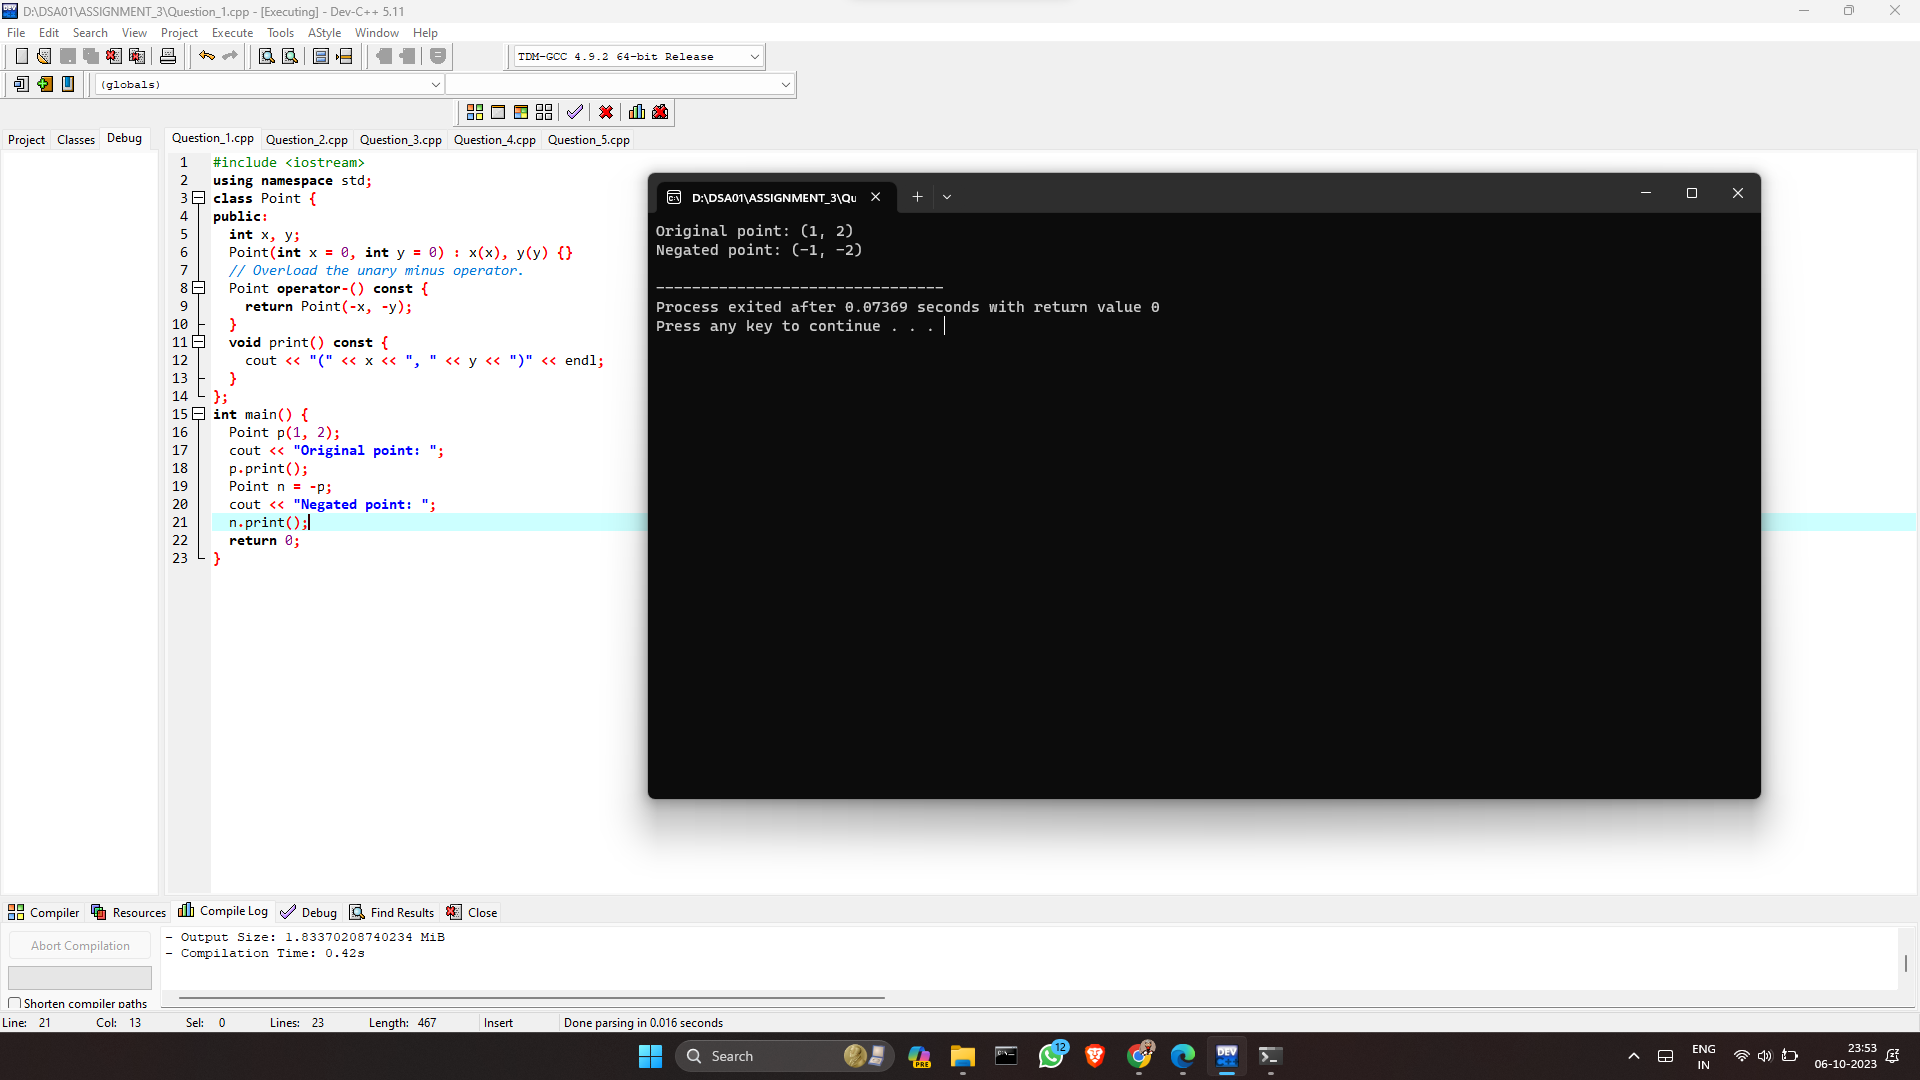 D:\DSA01\ASSIGNMENT_3\Question_1.cpp - [Executing] - Dev-C++ 5.11
File Edit Search View Project Execute Tools AStyle Window Help
TDM-GCC 4.9.2 64-bit Release
(globals)
Project Classes Debug
Question_1.cpp Question_2.cpp Question_3.cpp Question_4.cpp Question_5.cpp
1 #include <iostream>
2 using namespace std;
3 class Point {
4 public:
5 int x, y;
6 Point(int x = 0, int y = 0) : x(x), y(y) {}
7 // Overload the unary minus operator.
8 Point operator-() const {
9 return Point(-x, -y);
10 }
11 void print() const {
12 cout << "(" << x << ", " << y << ")" << endl;
13 }
14 };
15 int main() {
16 Point p(1, 2);
17 cout << "Original point: ";
18 p.print();
19 Point n = -p;
20 cout << "Negated point: ";
21 n.print();
22 return 0;
23 }
D:\DSA01\ASSIGNMENT_3\Qu
Original point: (1, 2)
Negated point: (-1, -2)
--------------------------------
Process exited after 0.07369 seconds with return value 0
Press any key to continue . . .
Compiler Resources Compile Log Debug Find Results Close
Abort Compilation
Shorten compiler paths
- Output Size: 1.83370208740234 MiB
- Compilation Time: 0.42s
Line: 21 Col: 13 Sel: 0 Lines: 23 Length: 467 Insert Done parsing in 0.016 seconds
Search
PRE
12
DEV
ENG
IN
23:53
06-10-2023